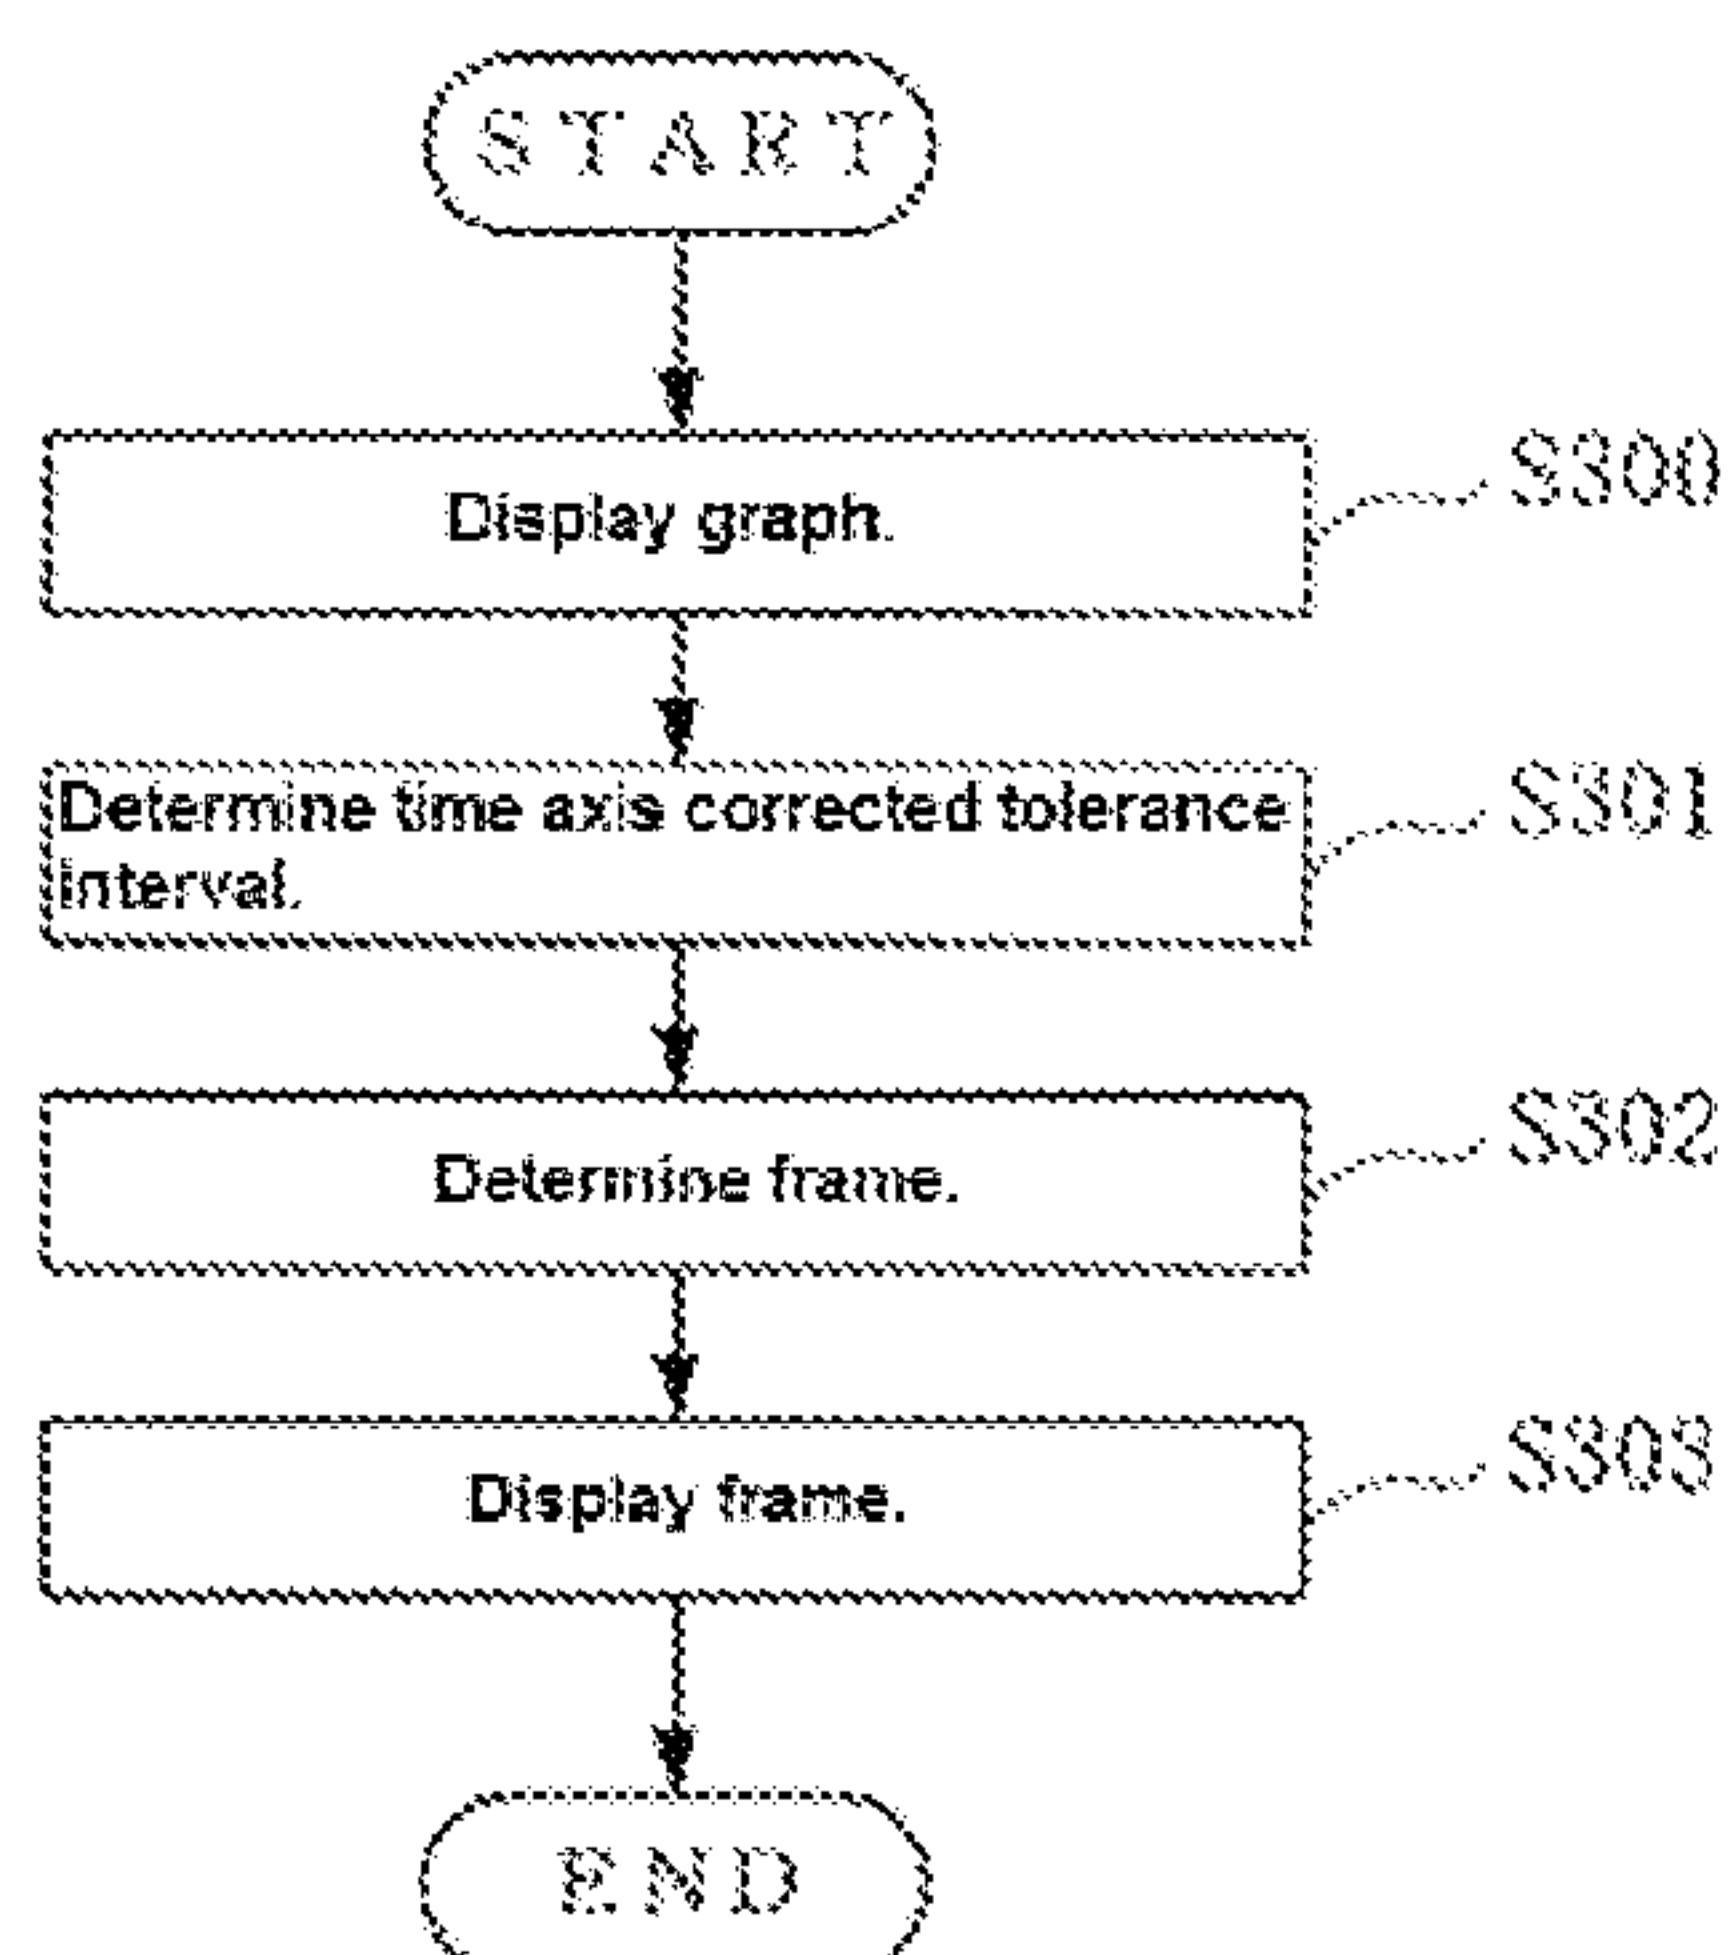 START
Display graph.
S300
Determine time axis corrected tolerance
interval.
S301
Determine frame.
S302
Display frame.
S303
END